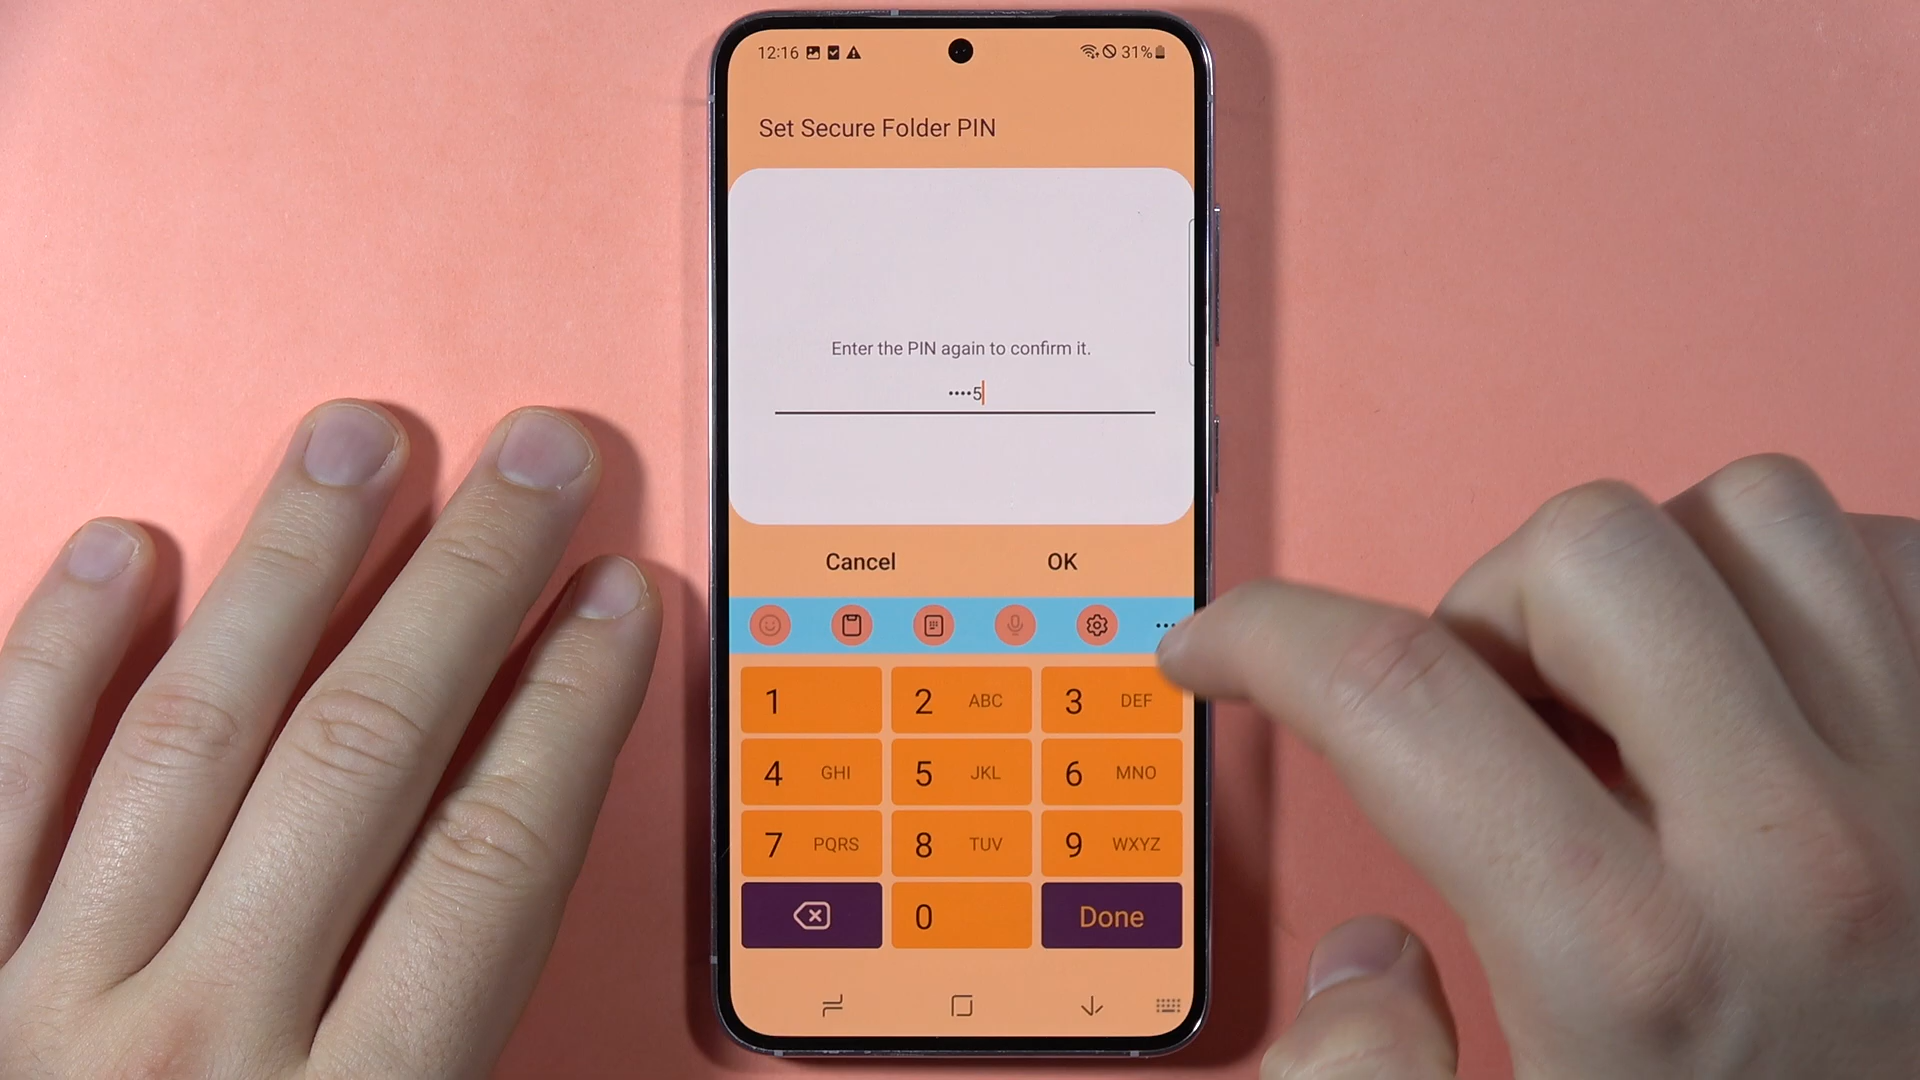 12:16 31%
Set Secure Folder PIN
Enter the PIN again to confirm it.
••••5
Cancel OK
1 2 ABC 3 DEF
4 GHI 5 JKL 6 MNO
7 PQRS 8 TUV 9 WXYZ
0 Done